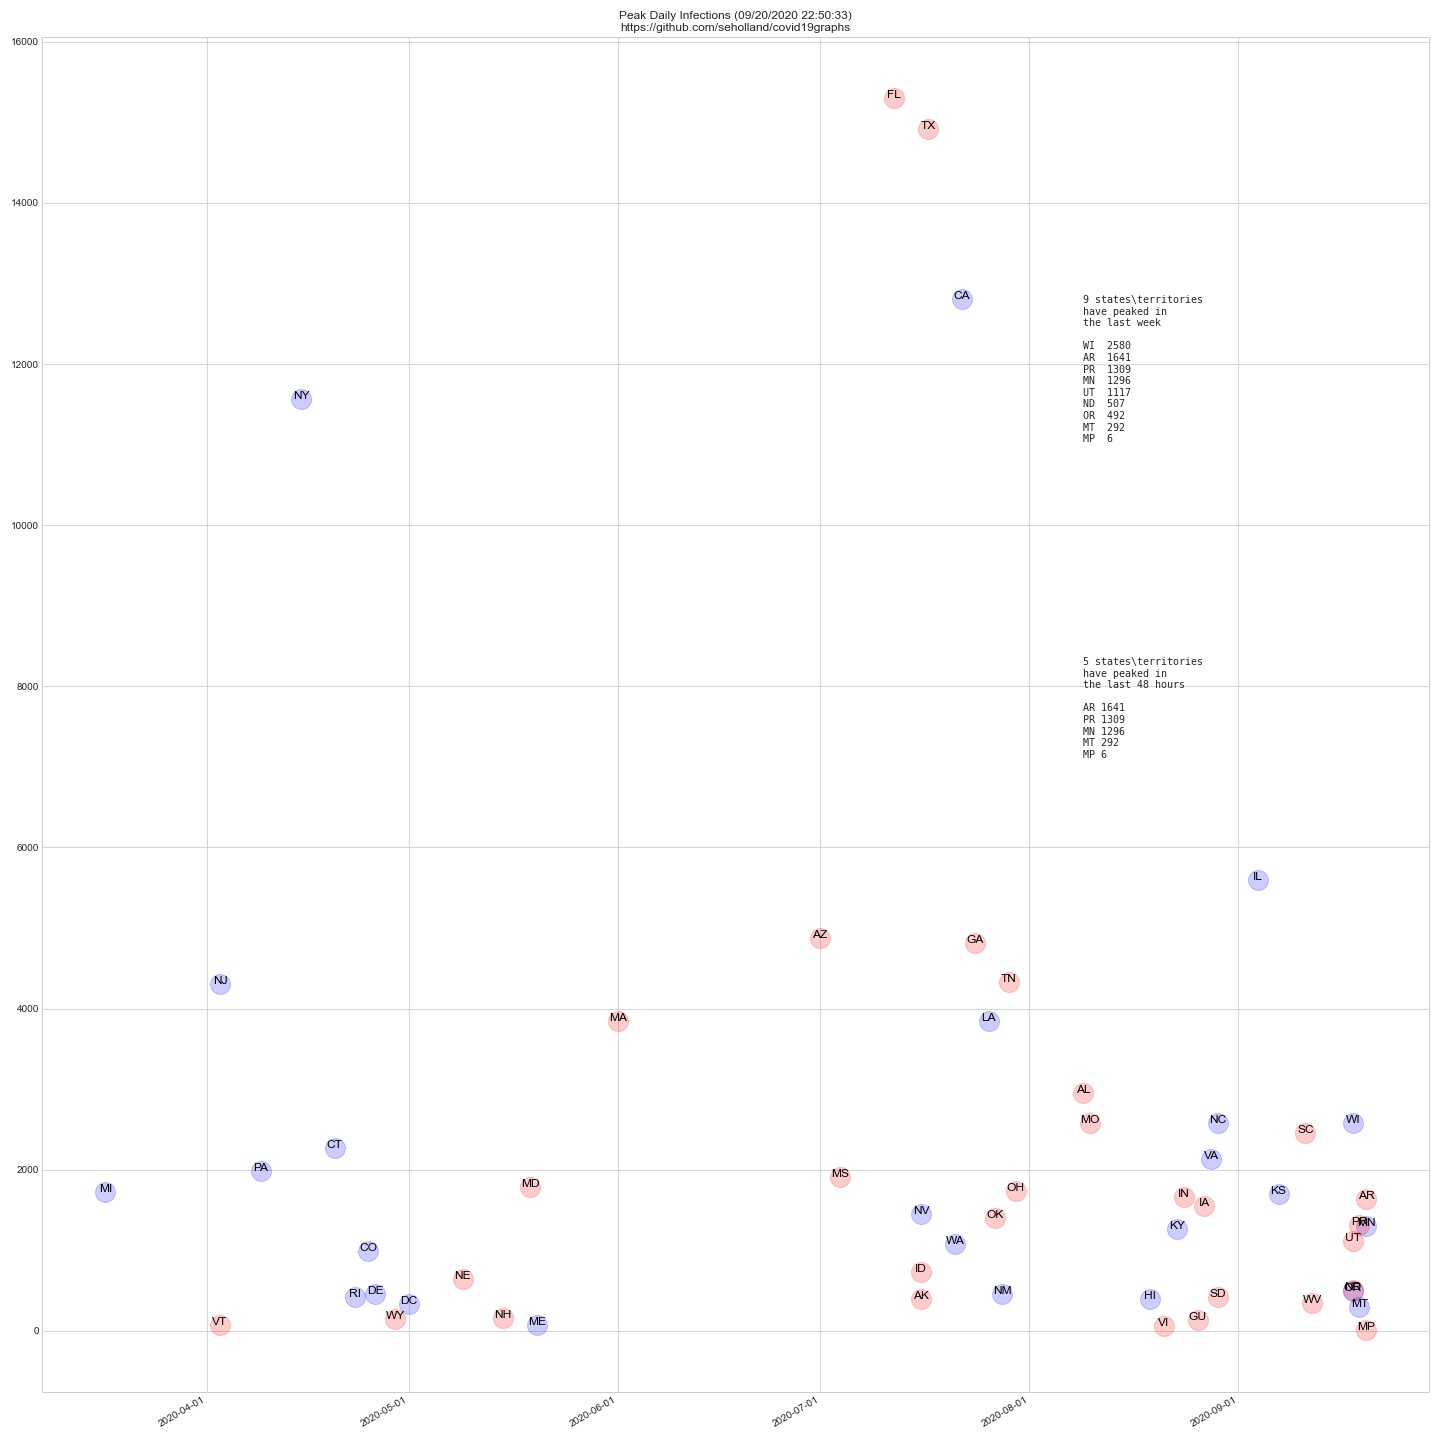 Peak Daily Infections (09/20/2020 22:50:33)
https://github.com/seholland/covid19graphs
16000
FL
TX
14000
CA
9 states\territories
have peaked in
the last week
WI  2580
AR  1641
PR  1309
MN  1296
UT  1117
ND  507
OR  492
MT  292
MP  6
12000
NY
10000
5 states\territories
have peaked in
the last 48 hours
AR 1641
PR 1309
MN 1296
MT 292
MP 6
8000
6000
IL
AZ
GA
TN
NJ
4000
MA
LA
AL
MO
NC
WI
SC
CT
VA
2000
PA
MS
MI
MD
OH
IN
KS
AR
IA
NV
OK
KY
PR
MN
WA
UT
CO
ID
NE
RI
DE
DC
AK
NM
HI
SD
WV
ND
OR
MT
VT
WY
NH
ME
VI
GU
MP
0
2020-04-01
2020-05-01
2020-06-01
2020-07-01
2020-08-01
2020-09-01